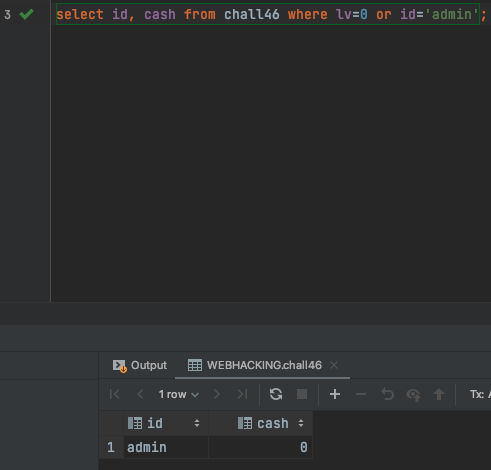 3 select id, cash from chall46 where lv=0 or id='admin';
Output WEBHACKING.chall46
1 row Tx: A
id cash
1 admin 0